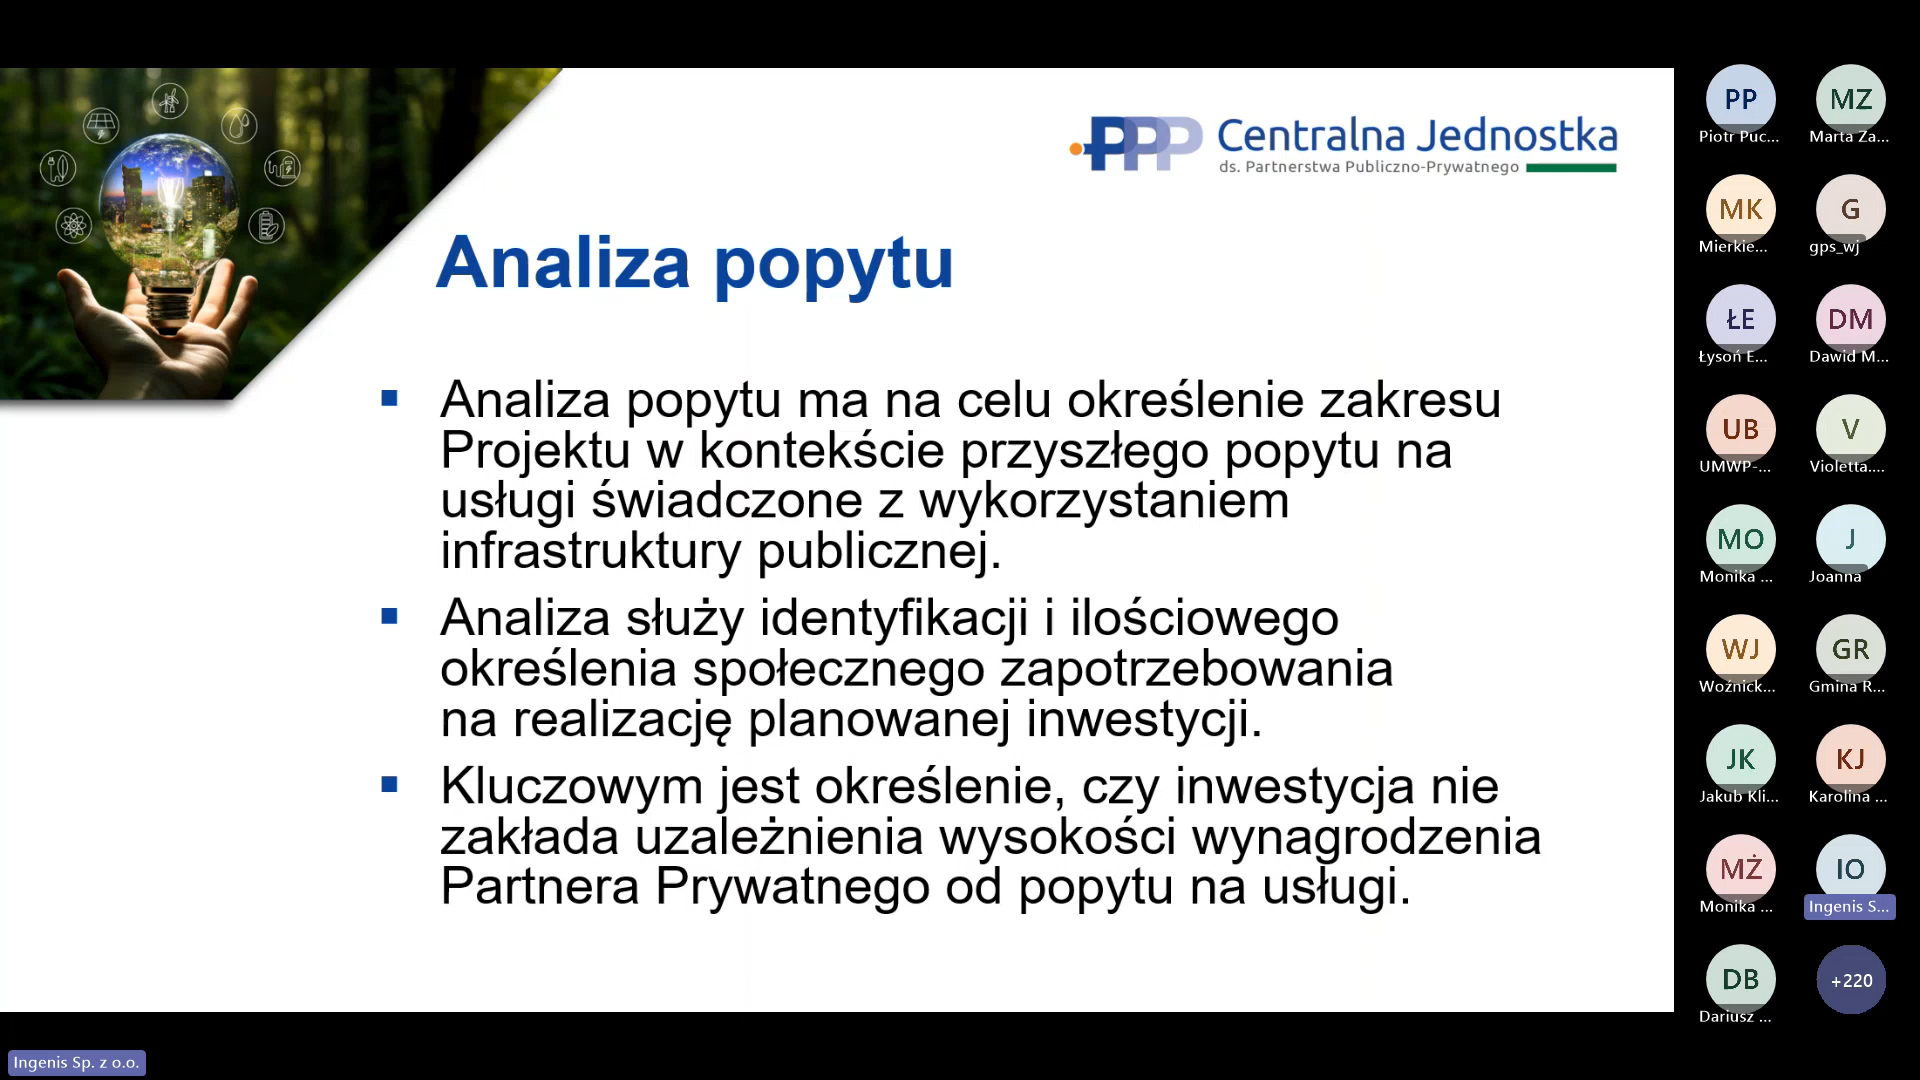 PPP Centralna Jednostka
ds. Partnerstwa Publiczno-Prywatnego
Analiza popytu
Analiza popytu ma na celu określenie zakresu
Projektu w kontekście przyszłego popytu na
usługi świadczone z wykorzystaniem
infrastruktury publicznej.
Analiza służy identyfikacji i ilościowego
określenia społecznego zapotrzebowania
na realizację planowanej inwestycji.
Kluczowym jest określenie, czy inwestycja nie
zakłada uzależnienia wysokości wynagrodzenia
Partnera Prywatnego od popytu na usługi.
PP MZ
Piotr Puc... Marta Za...
MK G
Mierkie... gps_wj
ŁE DM
Łysoń E... Dawid M...
UB V
UMWP-... Violetta....
MO J
Monika ... Joanna
WJ GR
Woźnick... Gmina R...
JK KJ
Jakub Kli... Karolina ...
MŻ IO
Monika ... Ingenis S...
DB +220
Dariusz ...
Ingenis Sp. z o.o.